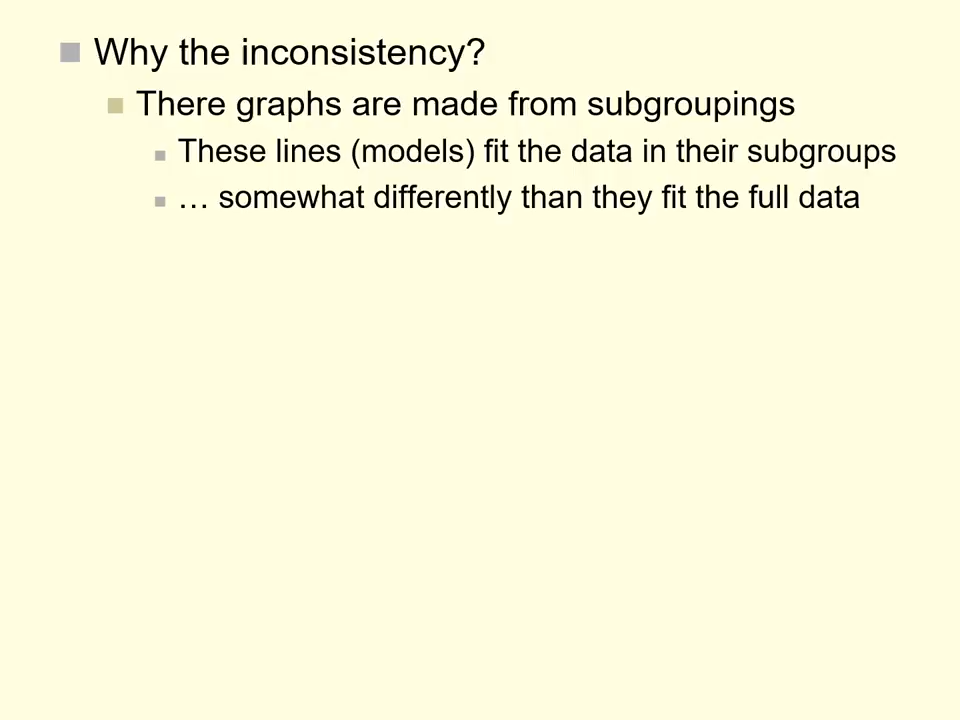 Why the inconsistency?
There graphs are made from subgroupings
These lines (models) fit the data in their subgroups
… somewhat differently than they fit the full data